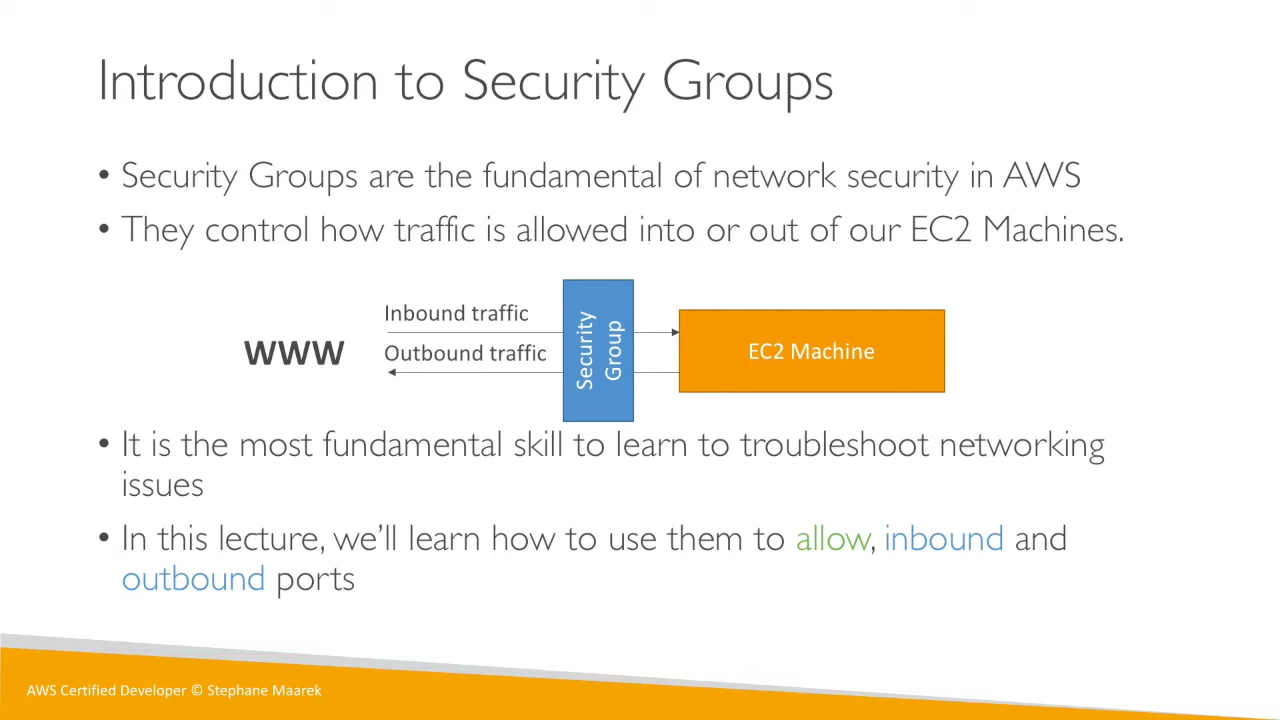 Introduction to Security Groups
• Security Groups are the fundamental of network security in AWS
• They control how traffic is allowed into or out of our EC2 Machines.
Inbound traffic
WWW
Outbound traffic
Security
Group
EC2 Machine
• It is the most fundamental skill to learn to troubleshoot networking
issues
• In this lecture, we'll learn how to use them to allow, inbound and
outbound ports
AWS Certified Developer © Stephane Maarek